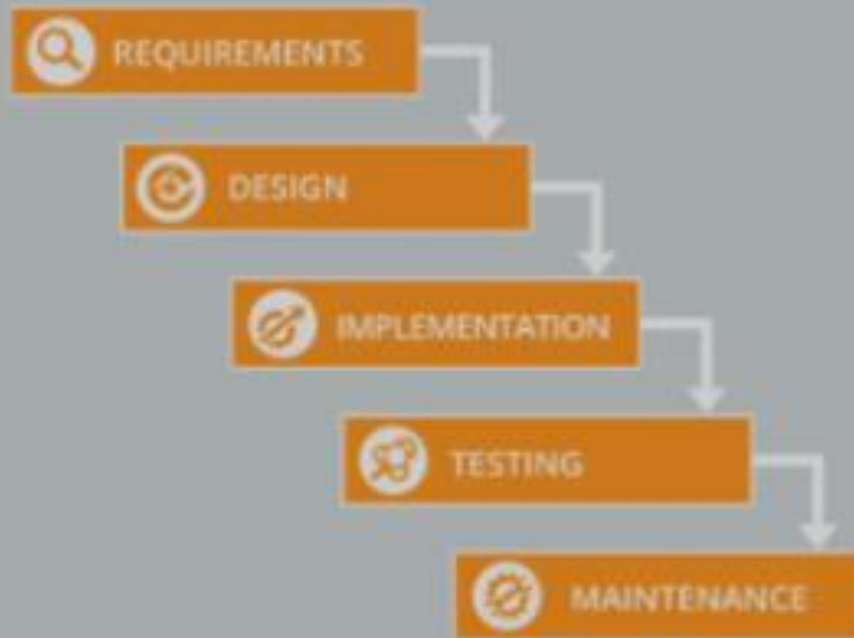 REQUIREMENTS
DESIGN
IMPLEMENTATION
TESTING
MAINTENANCE